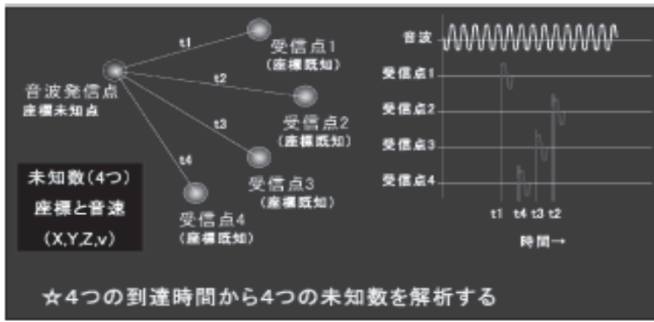 t1
受信点1
(座標既知)
音波発信点
座標未知点
t2
受信点2
(座標既知)
t3
受信点3
(座標既知)
t4
受信点4
(座標既知)
未知数(4つ)
座標と音速
(X,Y,Z,v)
音波
受信点1
受信点2
受信点3
受信点4
t1 t4 t3 t2
時間→
☆4つの到達時間から4つの未知数を解析する